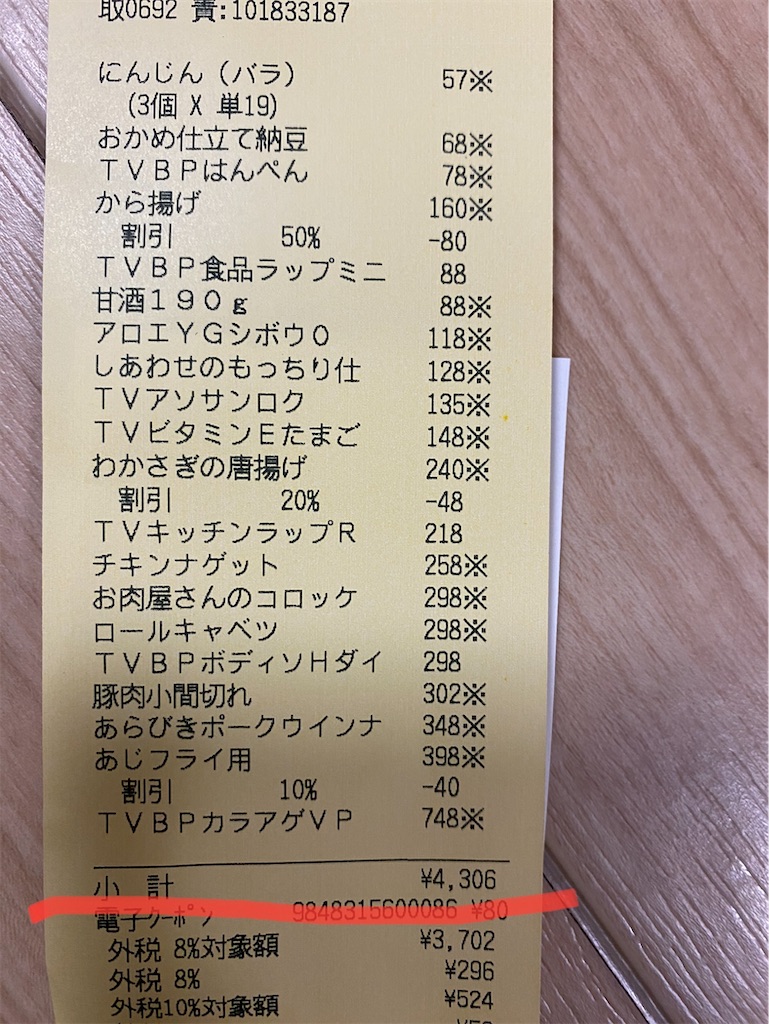 取0692 責:101833187
にんじん(バラ) 57※
(3個 X 単19)
おかめ仕立て納豆 68※
TVBPはんぺん 78※
から揚げ 160※
割引 50% -80
TVBP食品ラップミニ 88
甘酒190g 88※
アロエYGシボウ0 118※
しあわせのもっちり仕 128※
TVアソサンロク 135※
TVビタミンEたまご 148※
わかさぎの唐揚げ 240※
割引 20% -48
TVキッチンラップR 218
チキンナゲット 258※
お肉屋さんのコロッケ 298※
ロールキャベツ 298※
TVBPボディソHダイ 298
豚肉小間切れ 302※
あらびきポークウインナ 348※
あじフライ用 398※
割引 10% -40
TVBPカラアゲVP 748※
小 計 ¥4,306
電子クーポン 9848315600086 ¥80
外税 8%対象額 ¥3,702
外税 8% ¥296
外税10%対象額 ¥524